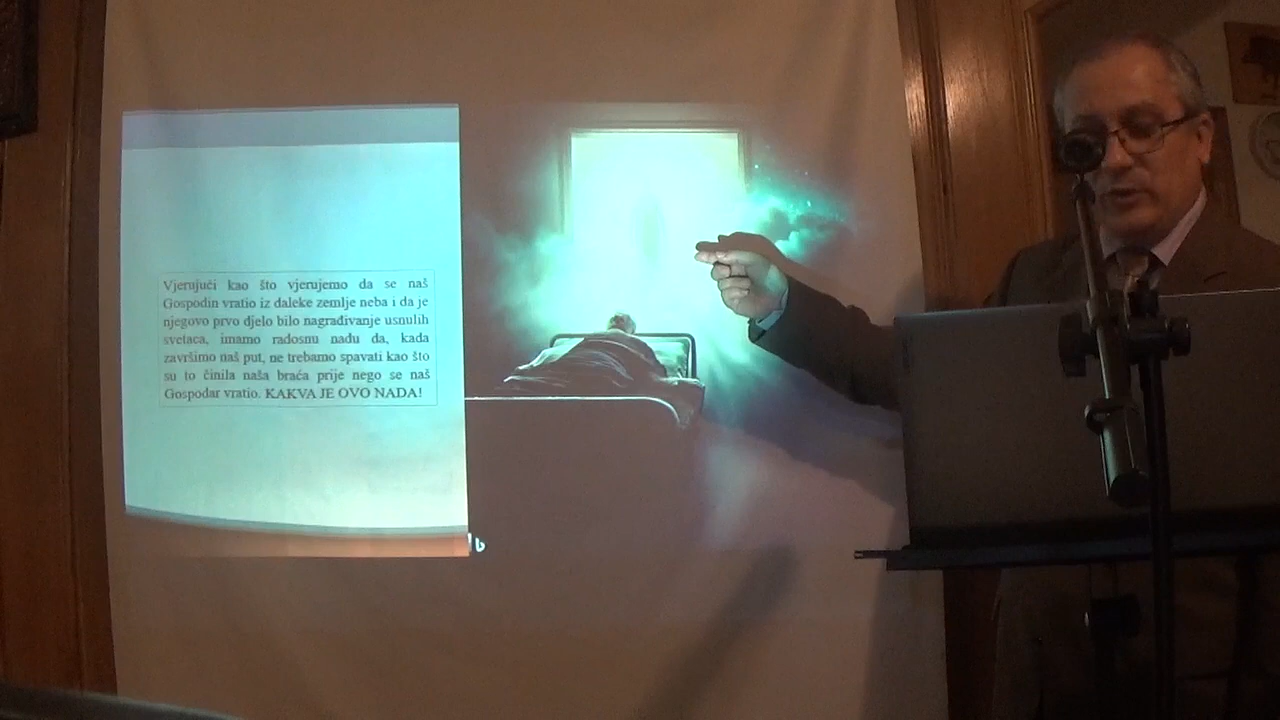 Vjerujući kao što vjerujemo da se naš
Gospodin vratio iz daleke zemlje neba i da je
njegovo prvo djelo bilo nagrađivanje usnulih
svetaca, imamo radosnu nadu da, kada
završimo naš put, ne trebamo spavati kao što
su to činila naša braća prije nego se naš
Gospodar vratio. KAKVA JE OVO NADA!